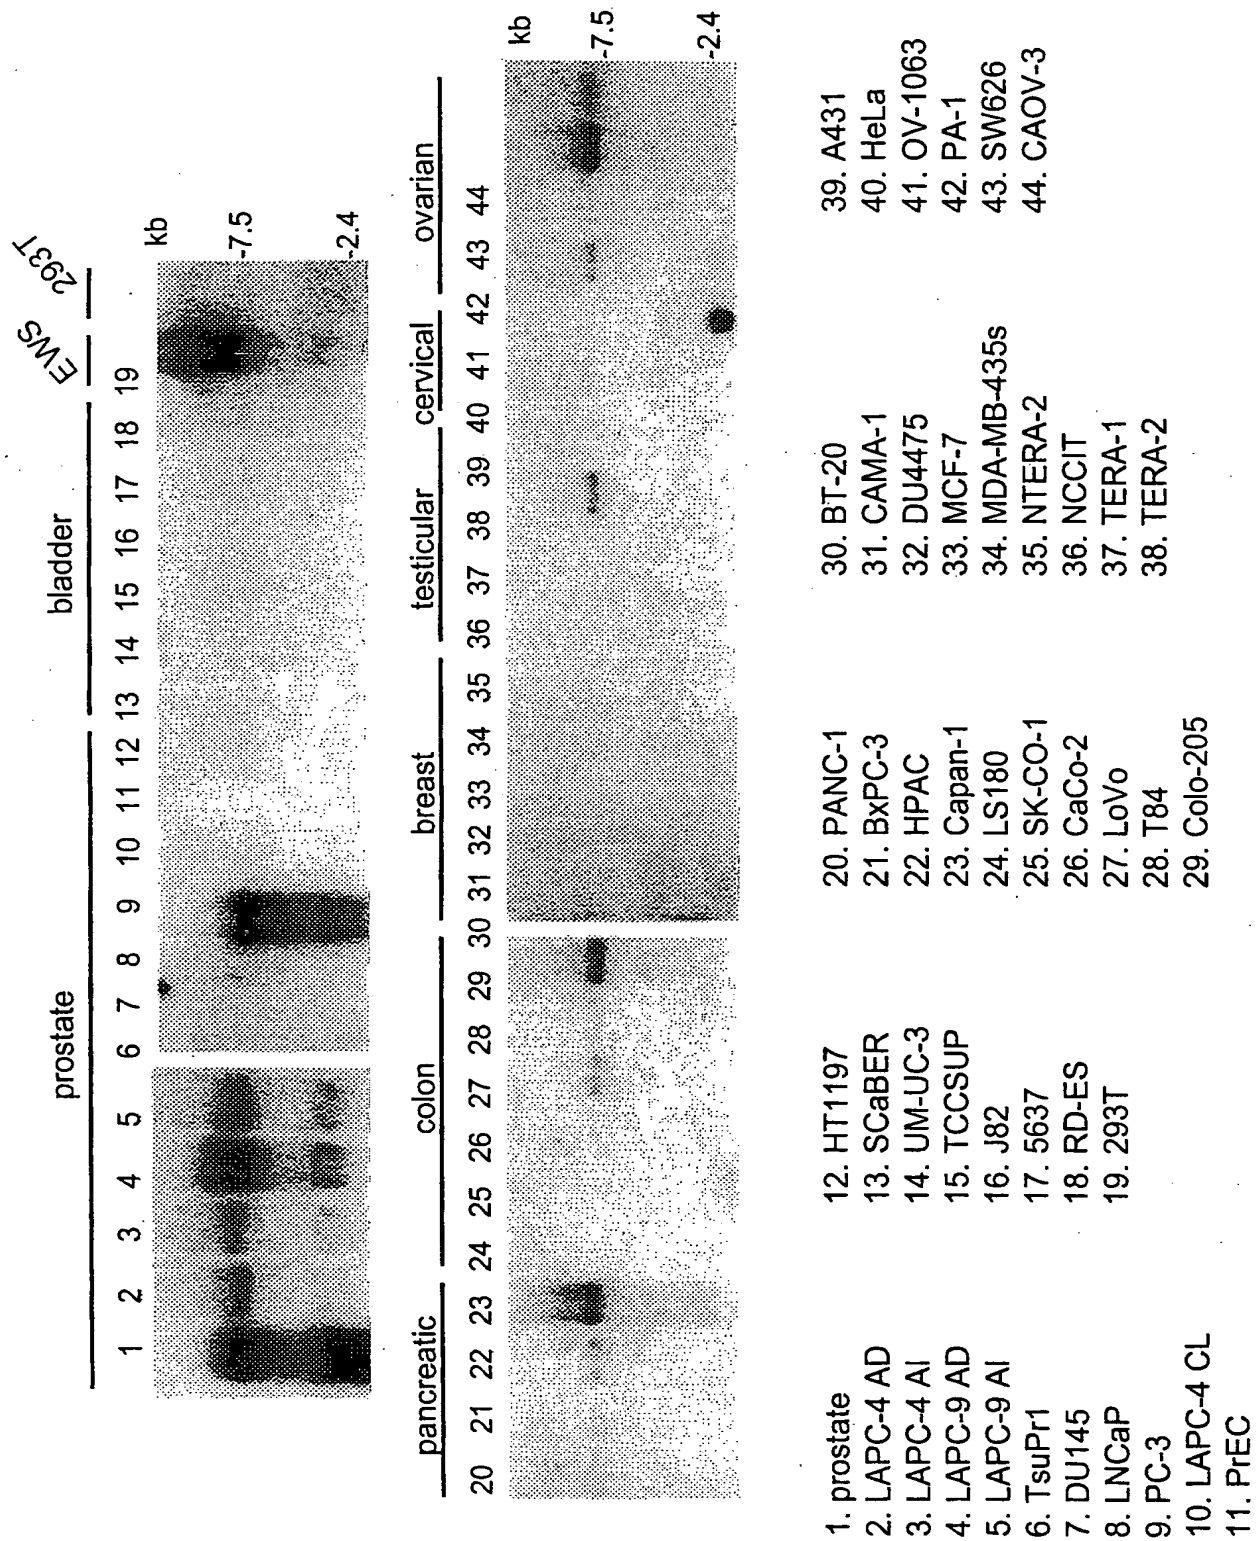 prostate bladder EWS 293T
1 2 3 4 5 6 7 8 9 10 11 12 13 14 15 16 17 18 19 kb
-7.5
-2.4
pancreatic colon breast testicular cervical ovarian
20 21 22 23 24 25 26 27 28 29 30 31 32 33 34 35 36 37 38 39 40 41 42 43 44 kb
-7.5
-2.4
1. prostate
2. LAPC-4 AD
3. LAPC-4 AI
4. LAPC-9 AD
5. LAPC-9 AI
6. TsuPr1
7. DU145
8. LNCaP
9. PC-3
10. LAPC-4 CL
11. PrEC
12. HT1197
13. SCaBER
14. UM-UC-3
15. TCCSUP
16. J82
17. 5637
18. RD-ES
19. 293T
20. PANC-1
21. BxPC-3
22. HPAC
23. Capan-1
24. LS180
25. SK-CO-1
26. CaCo-2
27. LoVo
28. T84
29. Colo-205
30. BT-20
31. CAMA-1
32. DU4475
33. MCF-7
34. MDA-MB-435s
35. NTERA-2
36. NCCIT
37. TERA-1
38. TERA-2
39. A431
40. HeLa
41. OV-1063
42. PA-1
43. SW626
44. CAOV-3